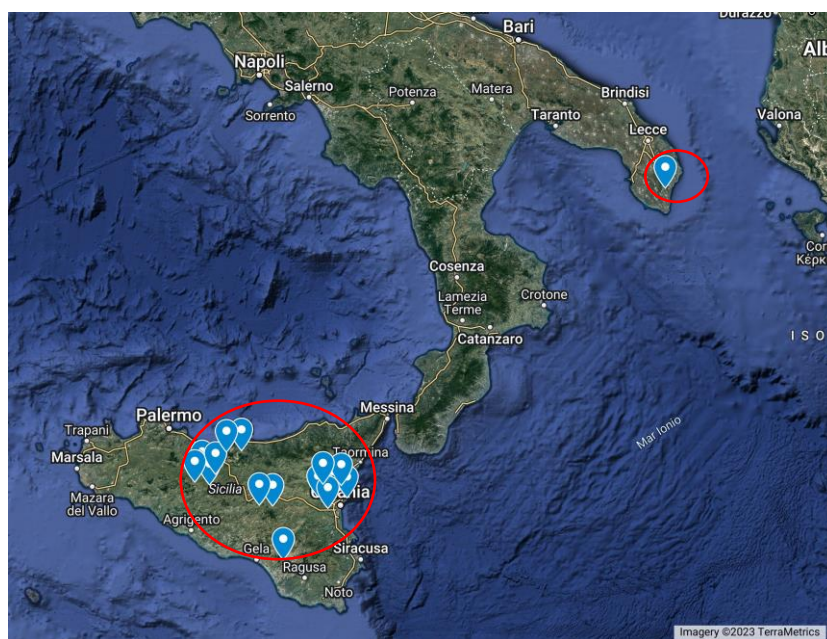 Durazzo
Bari
Alb
Napoli
Salerno
Potenza
Matera
Brindisi
Sorrento
Taranto
Lecce
Valona
Cor
Κέρκ
Cosenza
Lamezia
Terme
Crotone
Catanzaro
I S O
Messina
Palermo
Trapani
Mar Ionio
Taormina
Marsala
Sicilia
Mazara
del Vallo
Agrigento
Gela
Siracusa
Ragusa
Noto
Imagery ©2023 TerraMetrics